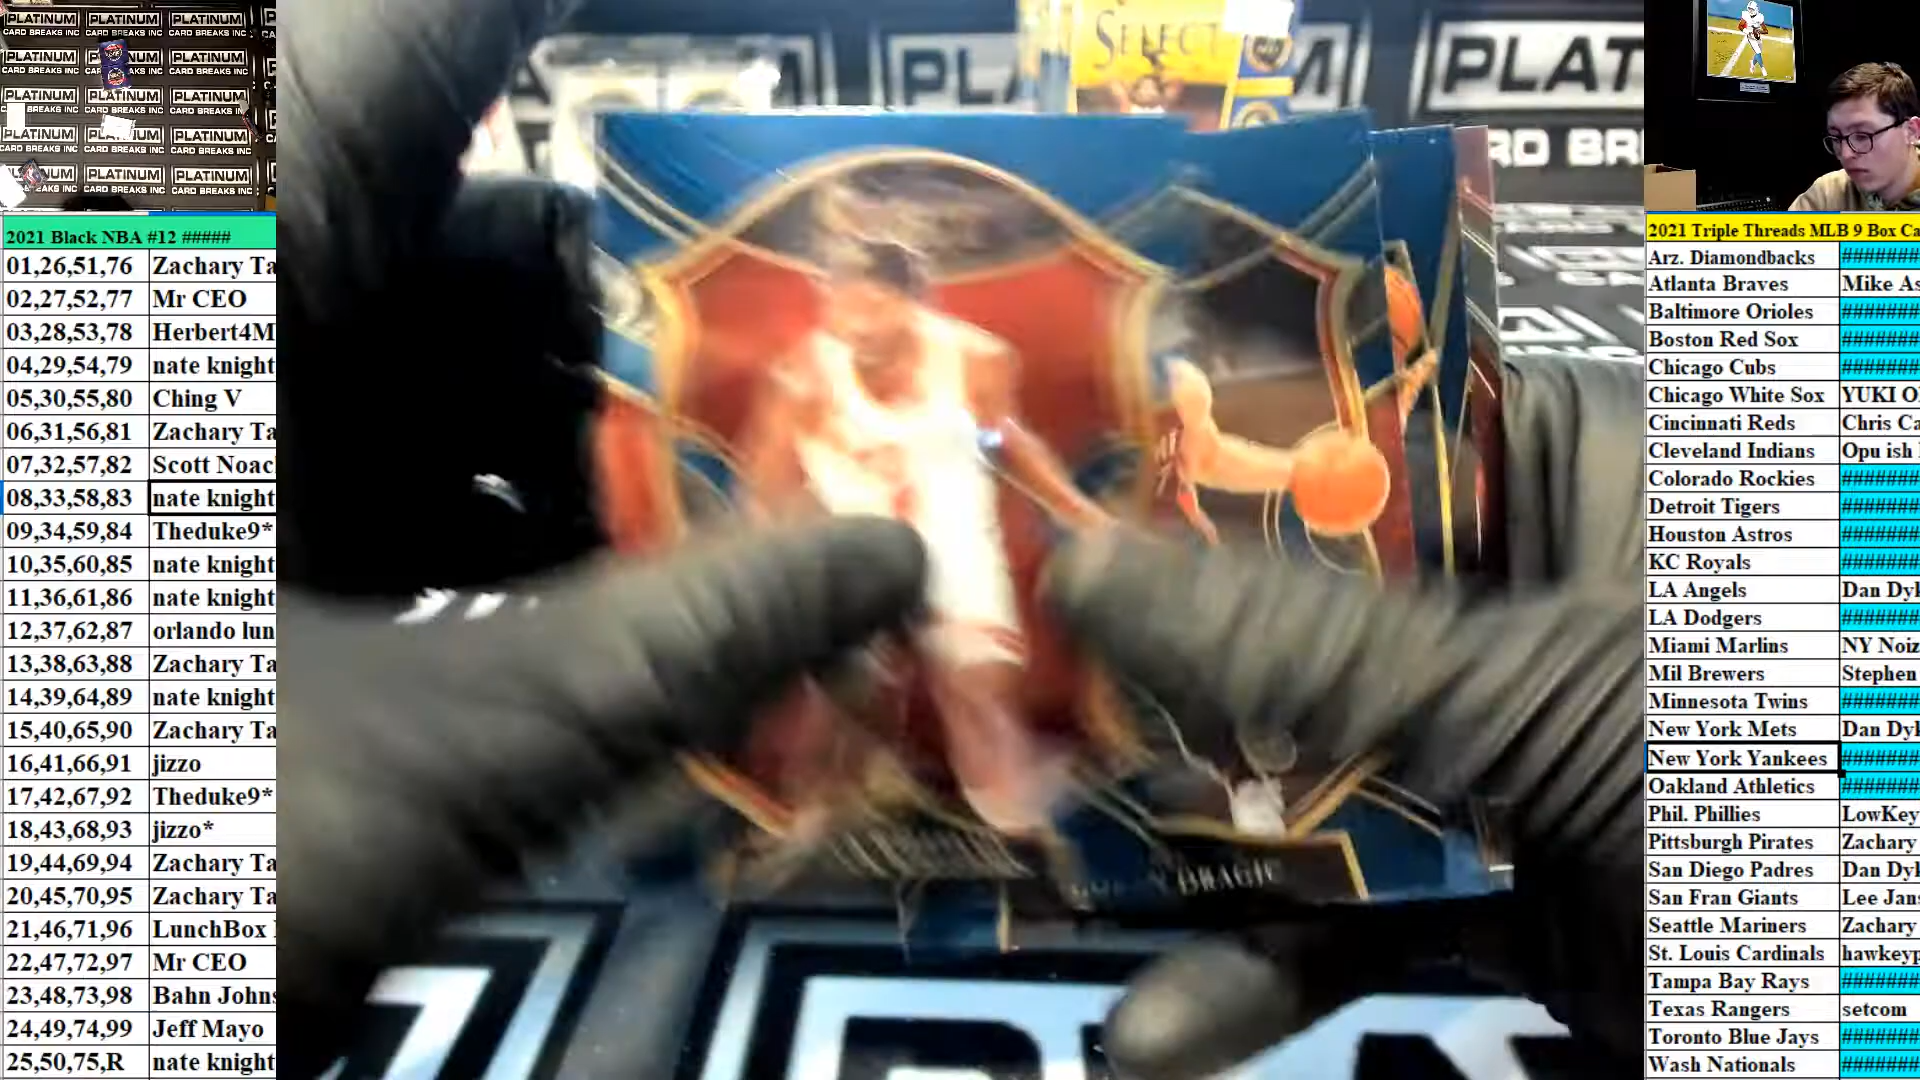 PLATINUM PLATINUM PLATINUM
CARD BREAKS INC CARD BREAKS INC CARD BREAKS INC
SELECT
PLAT
2021 Black NBA #12 #####
01,26,51,76 Zachary Ta
02,27,52,77 Mr CEO
03,28,53,78 Herbert4M
04,29,54,79 nate knight
05,30,55,80 Ching V
06,31,56,81 Zachary Ta
07,32,57,82 Scott Noac
08,33,58,83 nate knight
09,34,59,84 Theduke9*
10,35,60,85 nate knight
11,36,61,86 nate knight
12,37,62,87 orlando lun
13,38,63,88 Zachary Ta
14,39,64,89 nate knight
15,40,65,90 Zachary Ta
16,41,66,91 jizzo
17,42,67,92 Theduke9*
18,43,68,93 jizzo*
19,44,69,94 Zachary Ta
20,45,70,95 Zachary Ta
21,46,71,96 LunchBox
22,47,72,97 Mr CEO
23,48,73,98 Bahn Johns
24,49,74,99 Jeff Mayo
25,50,75,R nate knight
DRAGIC
2021 Triple Threads MLB 9 Box Ca
Arz. Diamondbacks #######
Atlanta Braves Mike As
Baltimore Orioles #######
Boston Red Sox #######
Chicago Cubs #######
Chicago White Sox YUKI O
Cincinnati Reds Chris Ca
Cleveland Indians Opu ish
Colorado Rockies #######
Detroit Tigers #######
Houston Astros #######
KC Royals #######
LA Angels Dan Dyk
LA Dodgers #######
Miami Marlins NY Noiz
Mil Brewers Stephen
Minnesota Twins #######
New York Mets Dan Dyk
New York Yankees #######
Oakland Athletics #######
Phil. Phillies LowKey
Pittsburgh Pirates Zachary
San Diego Padres Dan Dyk
San Fran Giants Lee Jans
Seattle Mariners Zachary
St. Louis Cardinals hawkeyp
Tampa Bay Rays #######
Texas Rangers setcom
Toronto Blue Jays #######
Wash Nationals #######